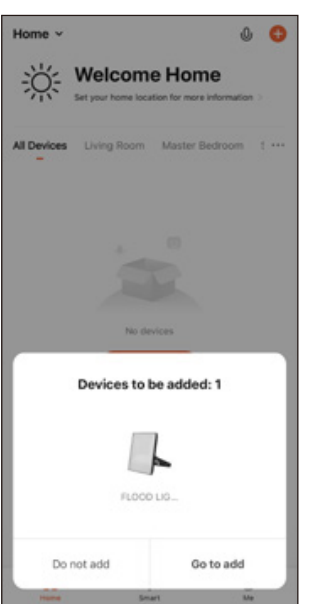 Home
Welcome Home
Set your home location for more information
All Devices Living Room Master Bedroom
No devices
Devices to be added: 1
FLOOD LIG...
Do not add Go to add
Home Smart Me